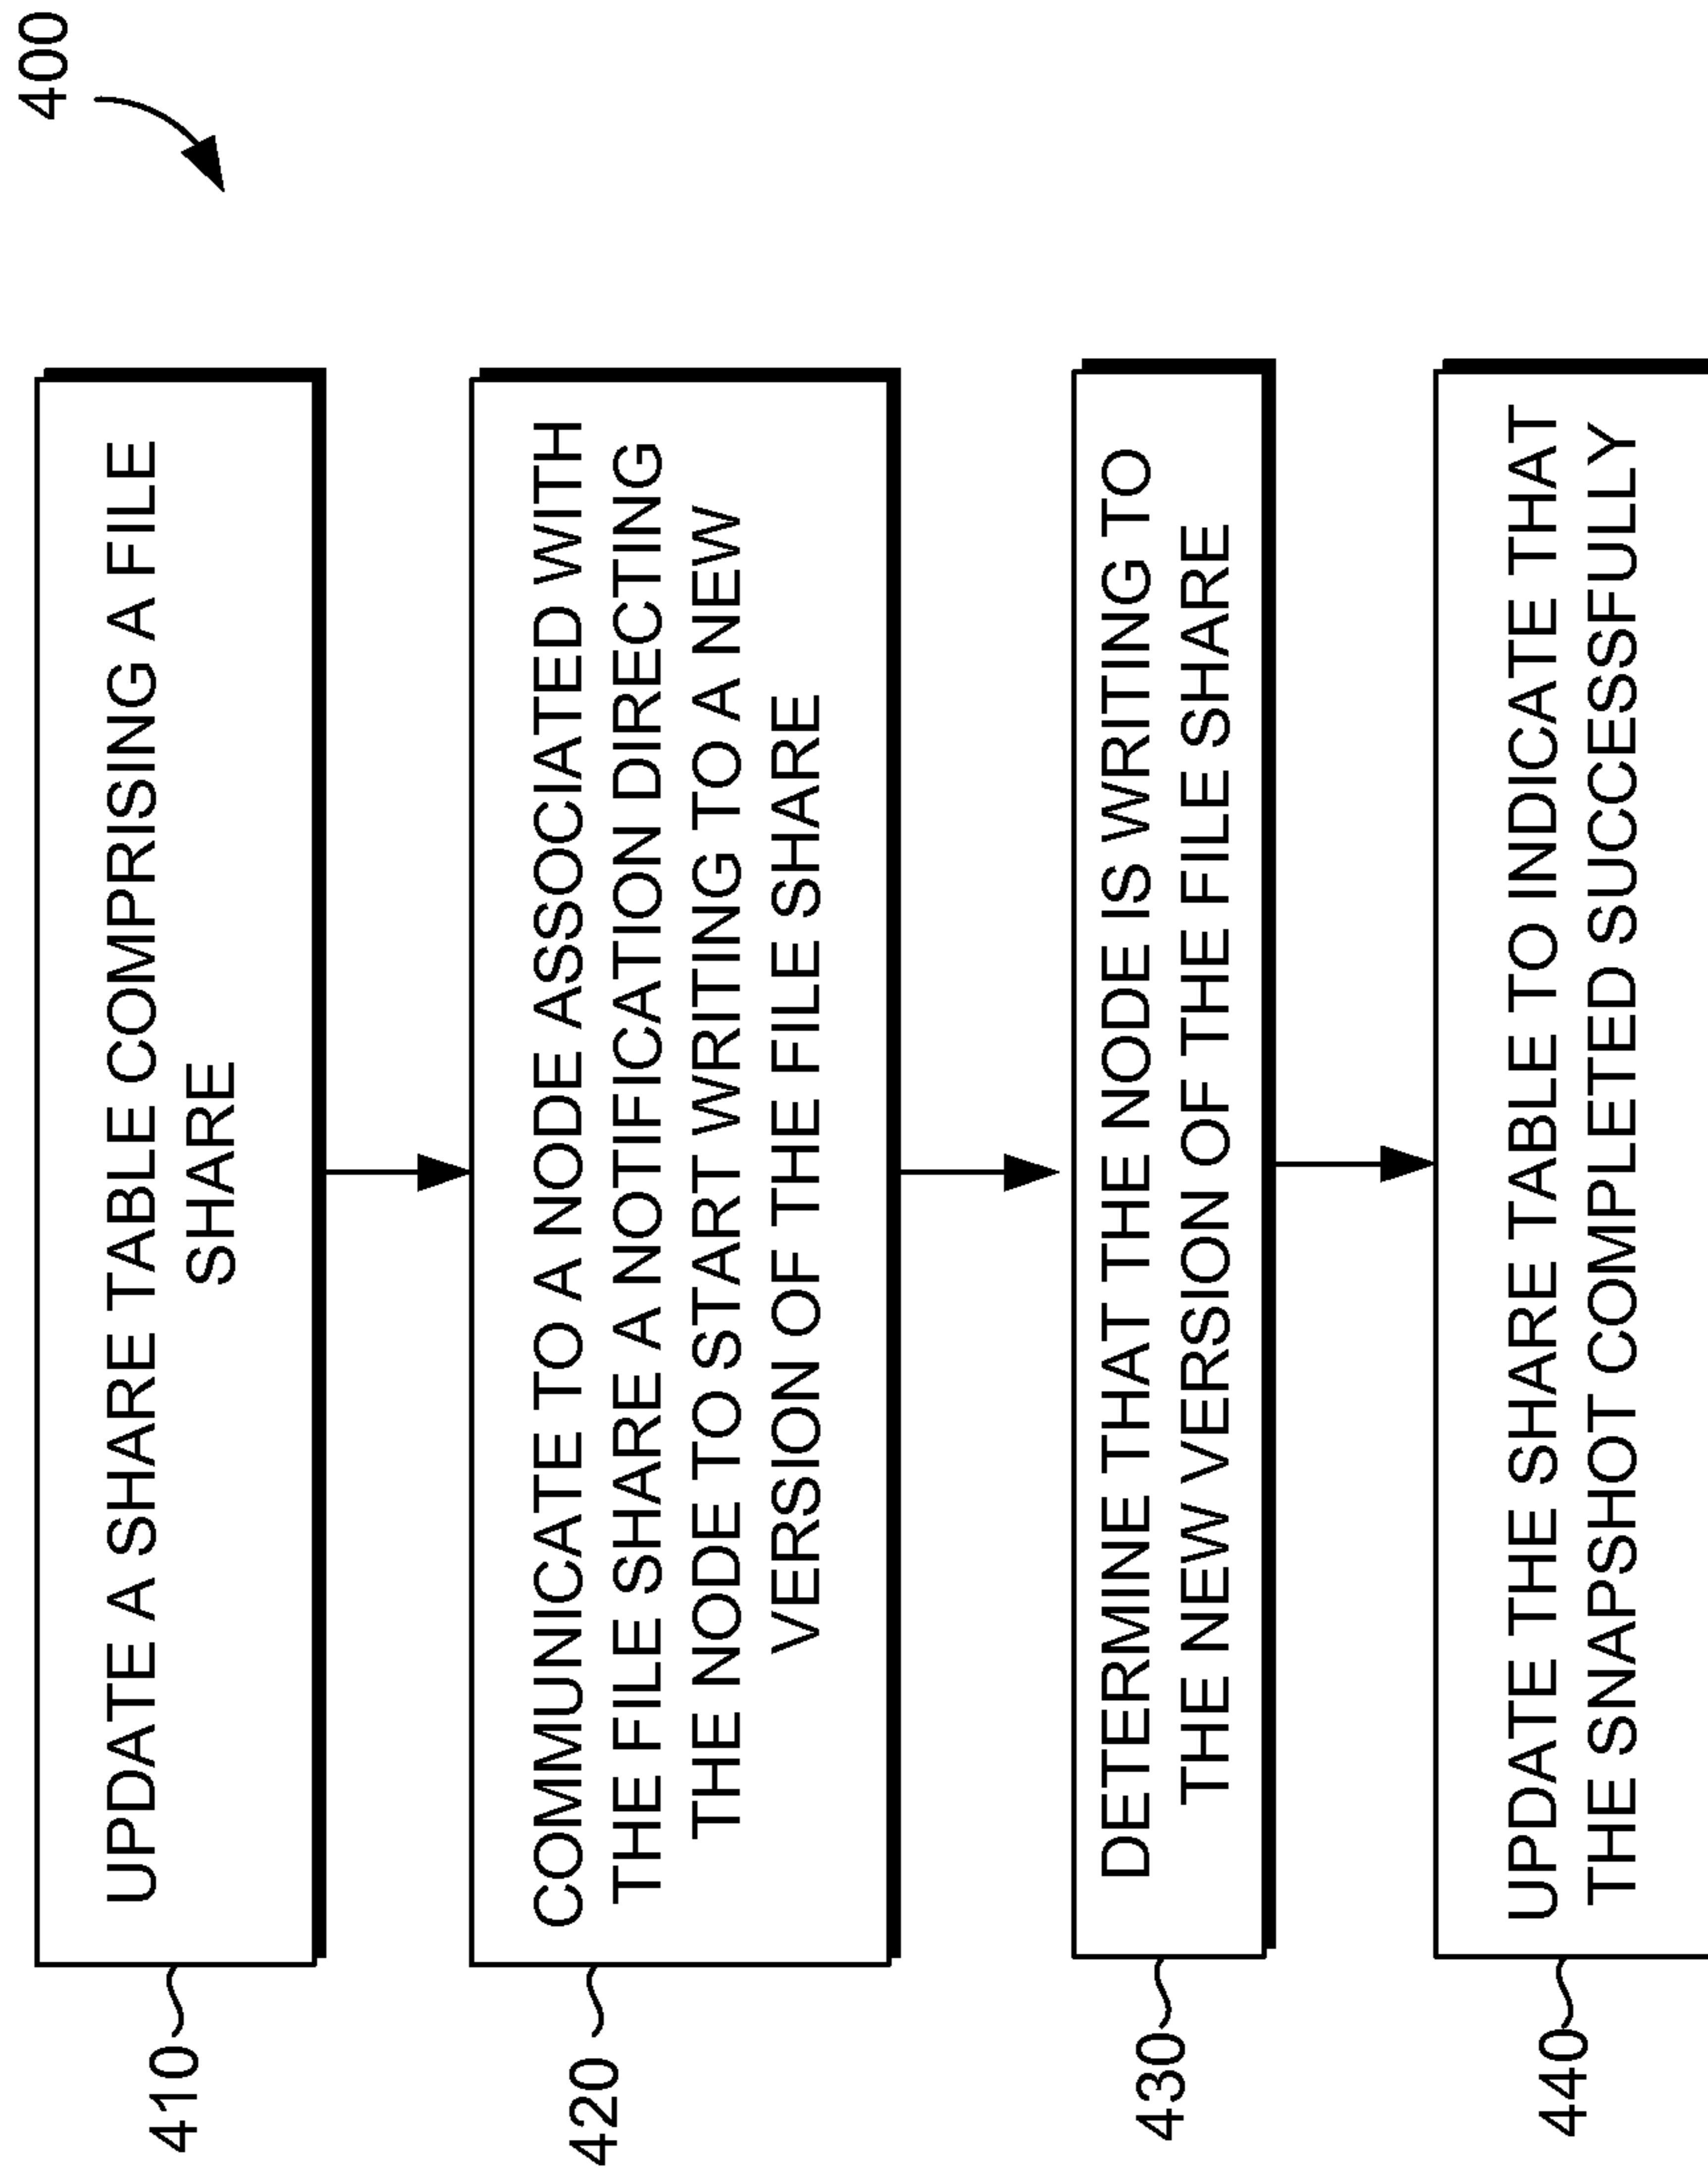 400
410
UPDATE A SHARE TABLE COMPRISING A FILE
SHARE
420
COMMUNICATE TO A NODE ASSOCIATED WITH
THE FILE SHARE A NOTIFICATION DIRECTING
THE NODE TO START WRITING TO A NEW
VERSION OF THE FILE SHARE
430
DETERMINE THAT THE NODE IS WRITING TO
THE NEW VERSION OF THE FILE SHARE
440
UPDATE THE SHARE TABLE TO INDICATE THAT
THE SNAPSHOT COMPLETED SUCCESSFULLY